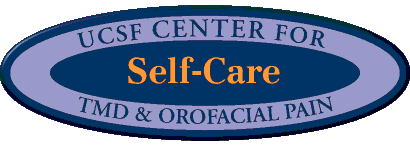 UCSF CENTER FOR
Self-Care
TMD & OROFACIAL PAIN